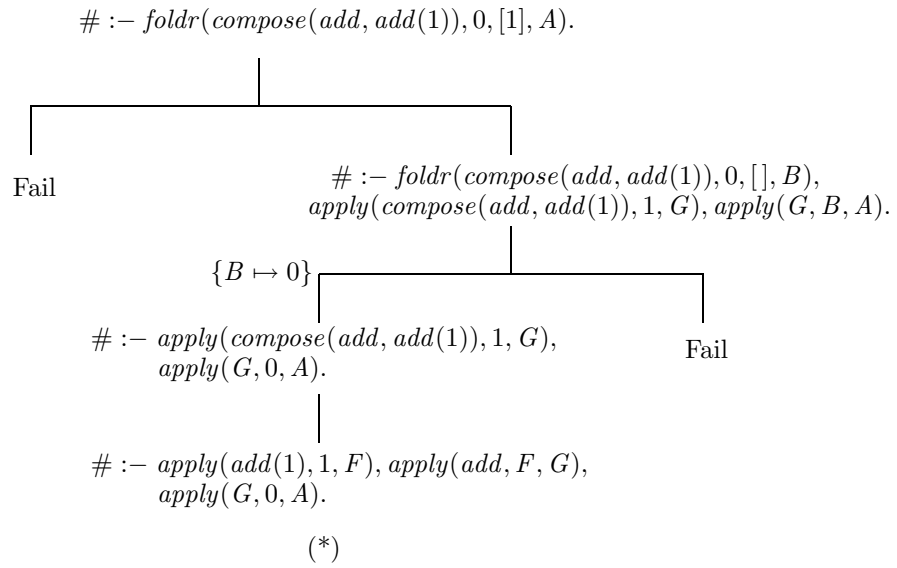 # :− foldr(compose(add, add(1)), 0, [1], A).
Fail
# :− foldr(compose(add, add(1)), 0, [ ], B),
apply(compose(add, add(1)), 1, G), apply(G, B, A).
{B ↦ 0}
# :− apply(compose(add, add(1)), 1, G),
apply(G, 0, A).
Fail
# :− apply(add(1), 1, F), apply(add, F, G),
apply(G, 0, A).
(*)